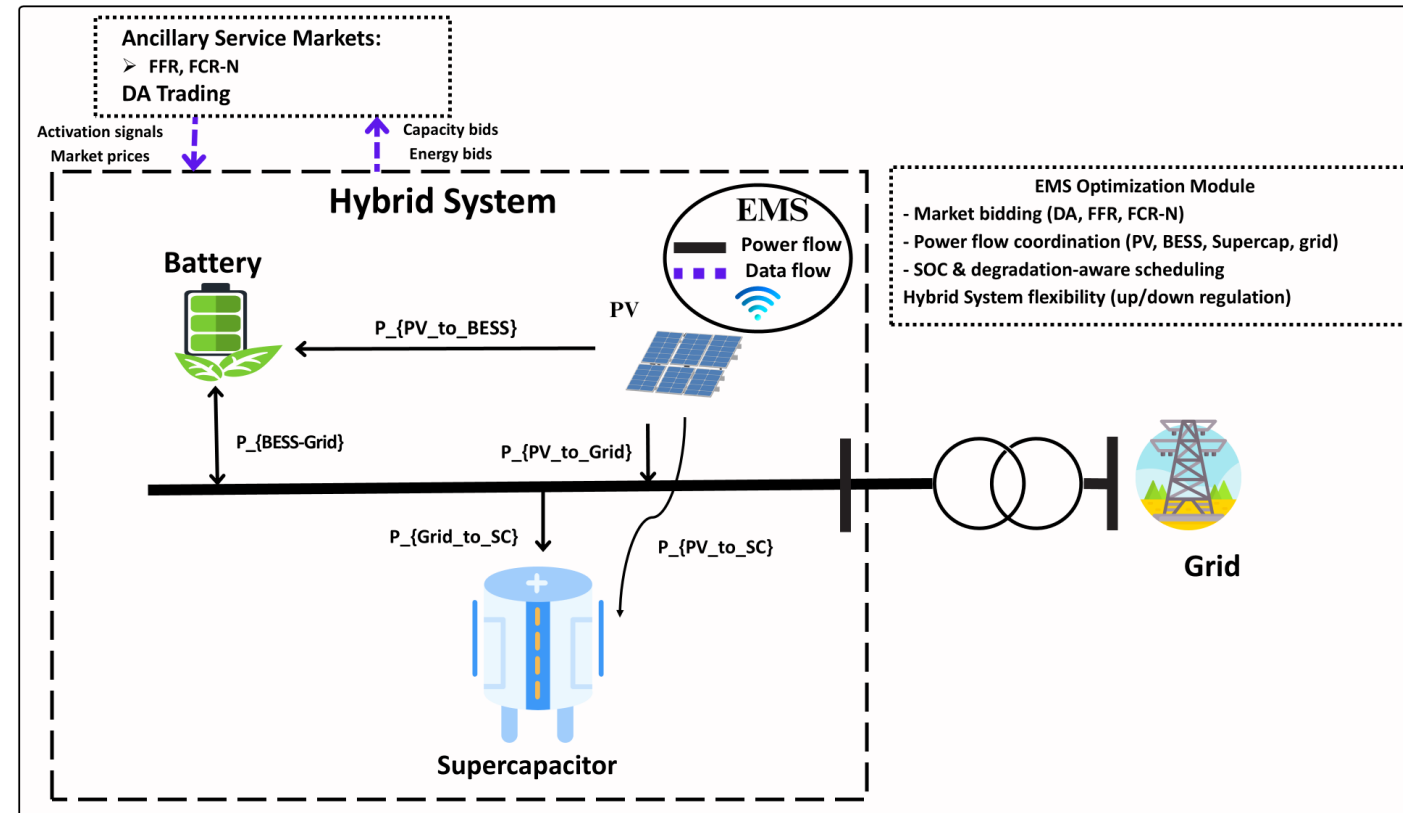 Ancillary Service Markets:
➢ FFR, FCR-N
DA Trading
Activation signals
Market prices
Capacity bids
Energy bids
Hybrid System
EMS
Power flow
Data flow
EMS Optimization Module
- Market bidding (DA, FFR, FCR-N)
- Power flow coordination (PV, BESS, Supercap, grid)
- SOC & degradation-aware scheduling
Hybrid System flexibility (up/down regulation)
Battery
PV
P_{PV_to_BESS}
P_{BESS-Grid}
P_{PV_to_Grid}
P_{Grid_to_SC}
P_{PV_to_SC}
Grid
Supercapacitor